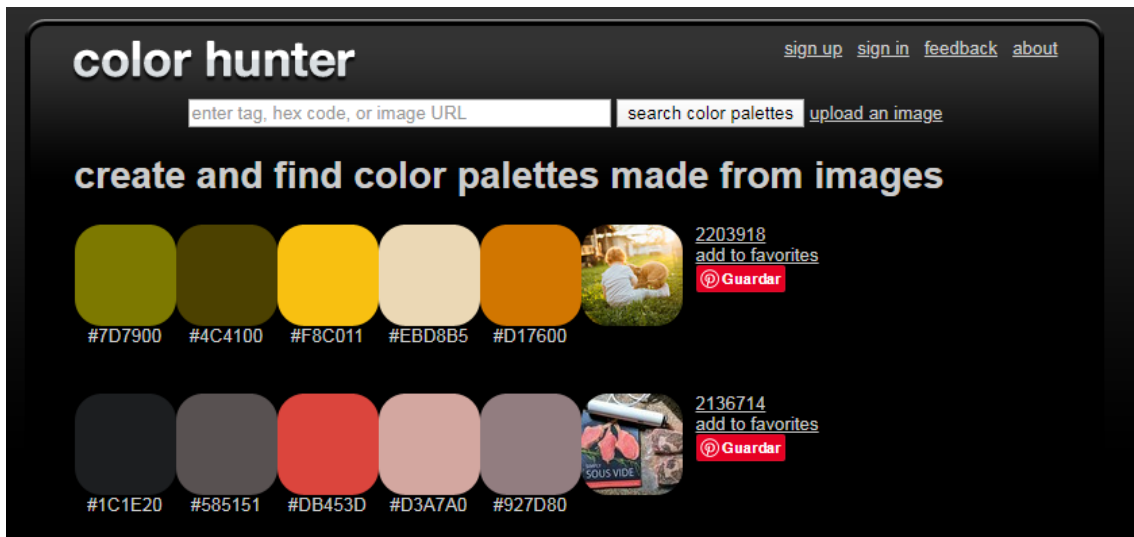 color hunter
sign up sign in feedback about
enter tag, hex code, or image URL search color palettes upload an image
create and find color palettes made from images
2203918
add to favorites
Guardar
#7D7900 #4C4100 #F8C011 #EBD8B5 #D17600
2136714
add to favorites
Guardar
SOUS VIDE
#1C1E20 #585151 #DB453D #D3A7A0 #927D80